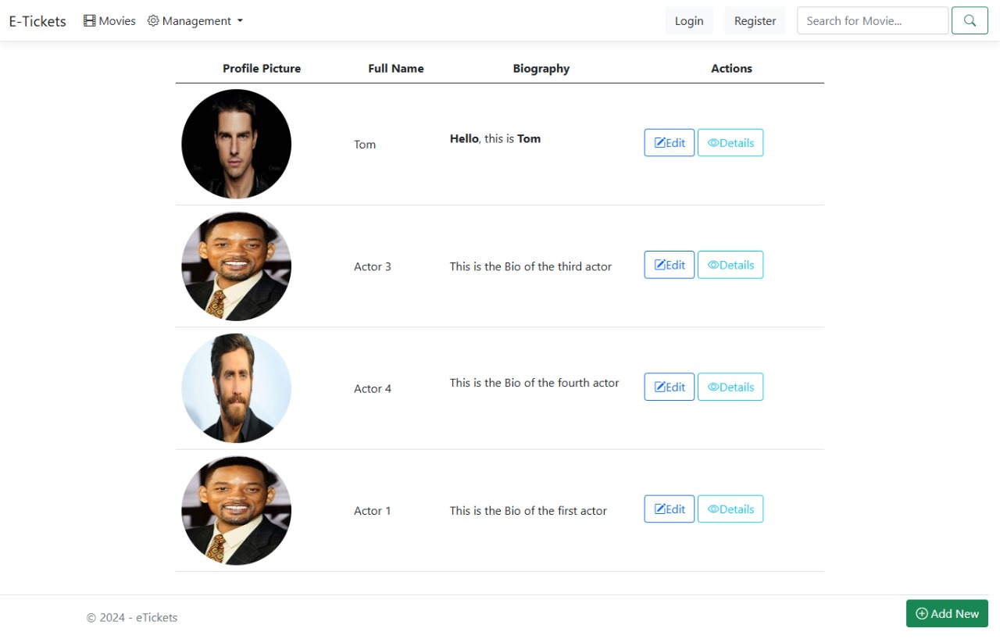 E-Tickets Movies Management Login Register Search for Movie...
Profile Picture Full Name Biography Actions
Tom Hello, this is Tom Edit Details
Actor 3 This is the Bio of the third actor Edit Details
Actor 4 This is the Bio of the fourth actor Edit Details
Actor 1 This is the Bio of the first actor Edit Details
© 2024 - eTickets Add New